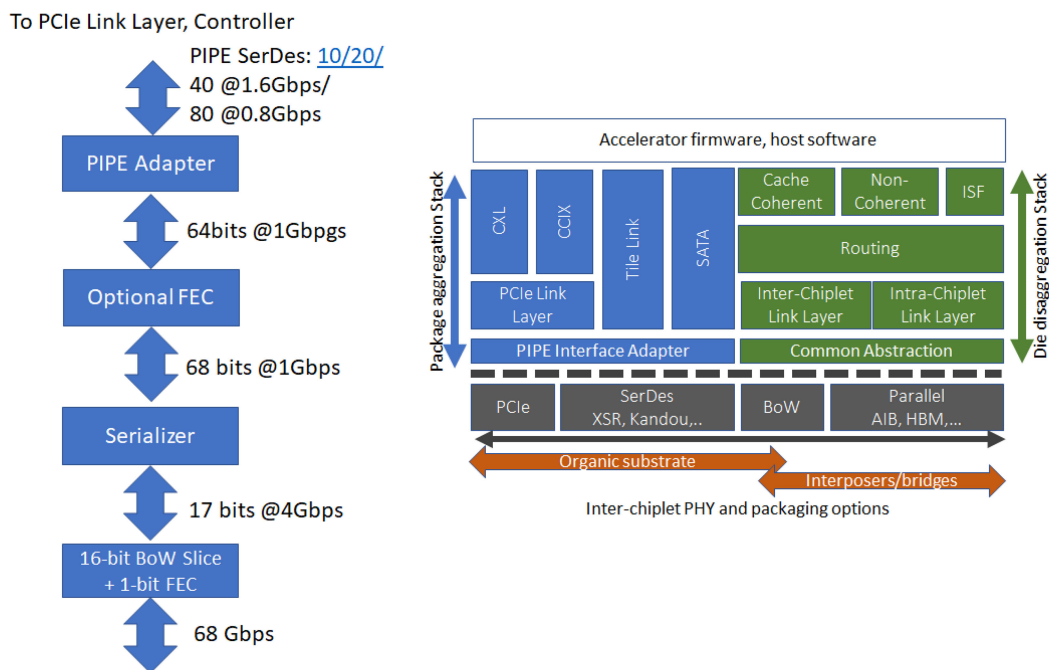 To PCIe Link Layer, Controller
PIPE SerDes: 10/20/
40 @1.6Gbps/
80 @0.8Gbps
PIPE Adapter
64bits @1Gbpgs
Optional FEC
68 bits @1Gbps
Serializer
17 bits @4Gbps
16-bit BoW Slice
+ 1-bit FEC
68 Gbps
Accelerator firmware, host software
Package aggregation Stack
CXL
CCIX
Tile Link
SATA
Cache
Coherent
Non-
Coherent
ISF
Routing
PCIe Link
Layer
Inter-Chiplet
Link Layer
Intra-Chiplet
Link Layer
PIPE Interface Adapter
Common Abstraction
Die disaggregation Stack
PCIe
SerDes
XSR, Kandou,..
BoW
Parallel
AIB, HBM,...
Organic substrate
Interposers/bridges
Inter-chiplet PHY and packaging options